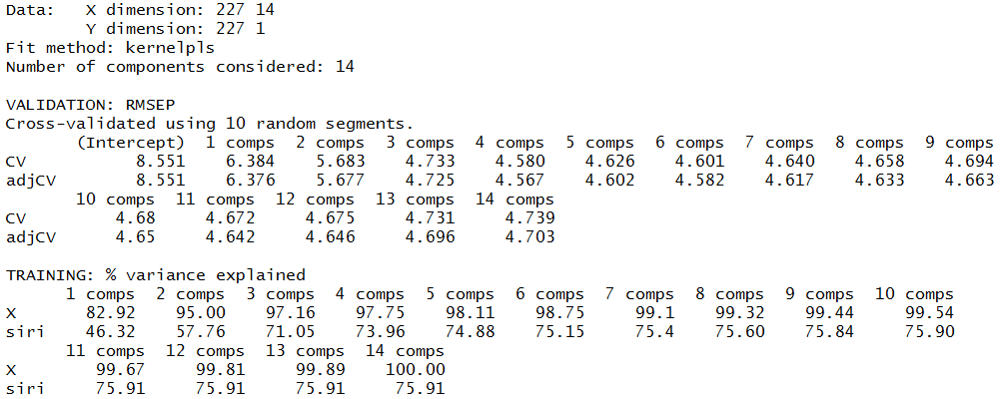 Data:   X dimension: 227 14
        Y dimension: 227 1
Fit method: kernelpls
Number of components considered: 14

VALIDATION: RMSEP
Cross-validated using 10 random segments.
       (Intercept)  1 comps  2 comps  3 comps  4 comps  5 comps  6 comps  7 comps  8 comps  9 comps
CV           8.551    6.384    5.683    4.733    4.580    4.626    4.601    4.640    4.658    4.694
adjCV        8.551    6.376    5.677    4.725    4.567    4.602    4.582    4.617    4.633    4.663
       10 comps  11 comps  12 comps  13 comps  14 comps
CV         4.68     4.672     4.675     4.731     4.739
adjCV      4.65     4.642     4.646     4.696     4.703

TRAINING: % variance explained
      1 comps  2 comps  3 comps  4 comps  5 comps  6 comps  7 comps  8 comps  9 comps  10 comps
X       82.92    95.00    97.16    97.75    98.11    98.75     99.1    99.32    99.44     99.54
siri    46.32    57.76    71.05    73.96    74.88    75.15     75.4    75.60    75.84     75.90
      11 comps  12 comps  13 comps  14 comps
X        99.67     99.81     99.89    100.00
siri     75.91     75.91     75.91     75.91